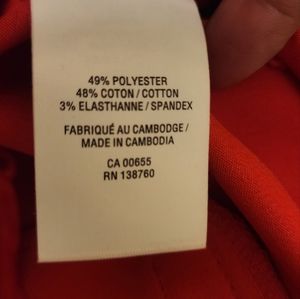 49% POLYESTER
48% COTON / COTTON
3% ELASTHANNE / SPANDEX
FABRIQUÉ AU CAMBODGE /
MADE IN CAMBODIA
CA 00655
RN 138760